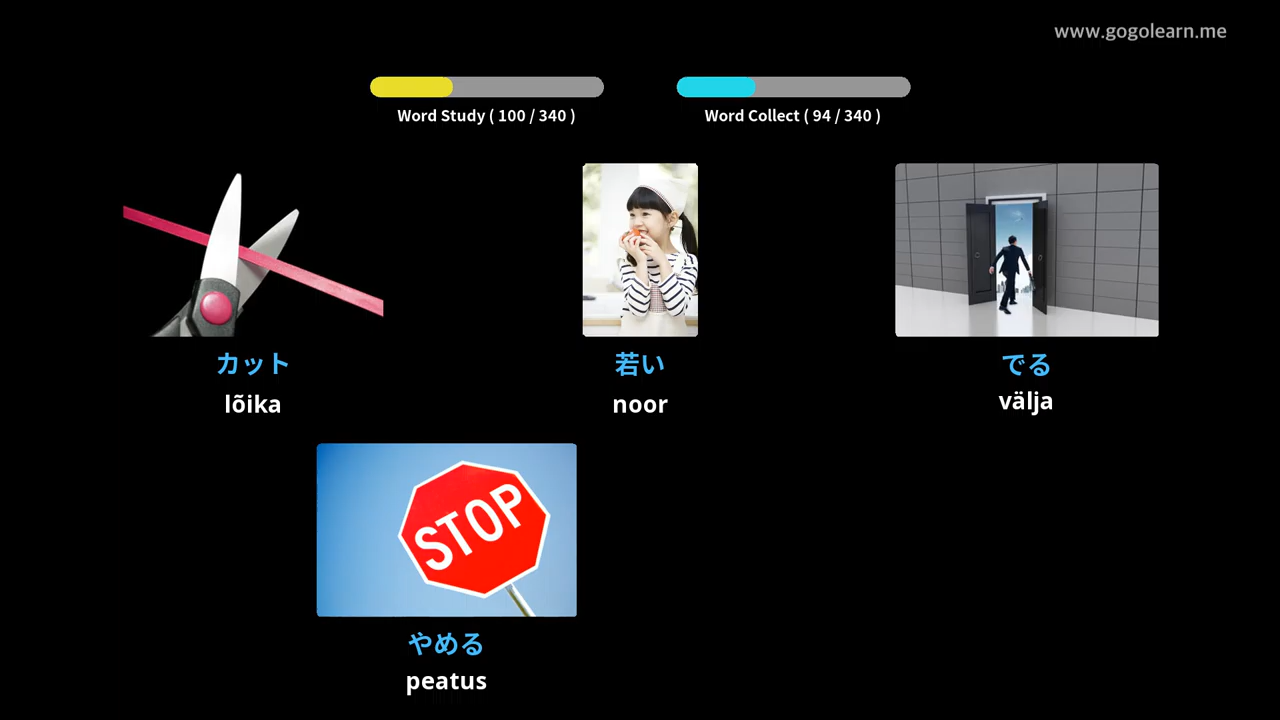 www.gogolearn.me
Word Study ( 100 / 340 )
Word Collect ( 94 / 340 )
カット
lõika
若い
noor
でる
välja
STOP
やめる
peatus